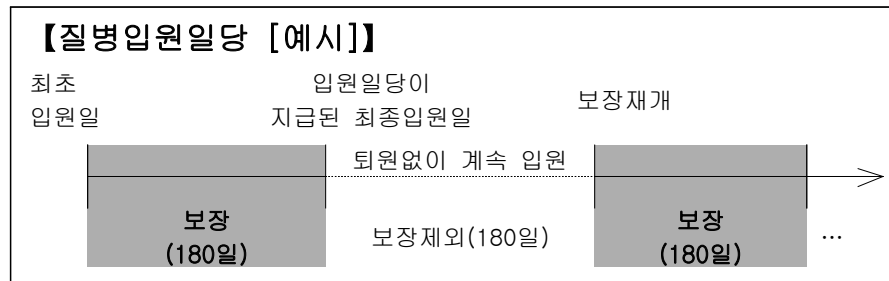 【질병입원일당 [예시]】
최초 입원일당이
입원일 지급된 최종입원일 보장재개
퇴원없이 계속 입원
보장 보장
(180일) 보장제외(180일) (180일) …